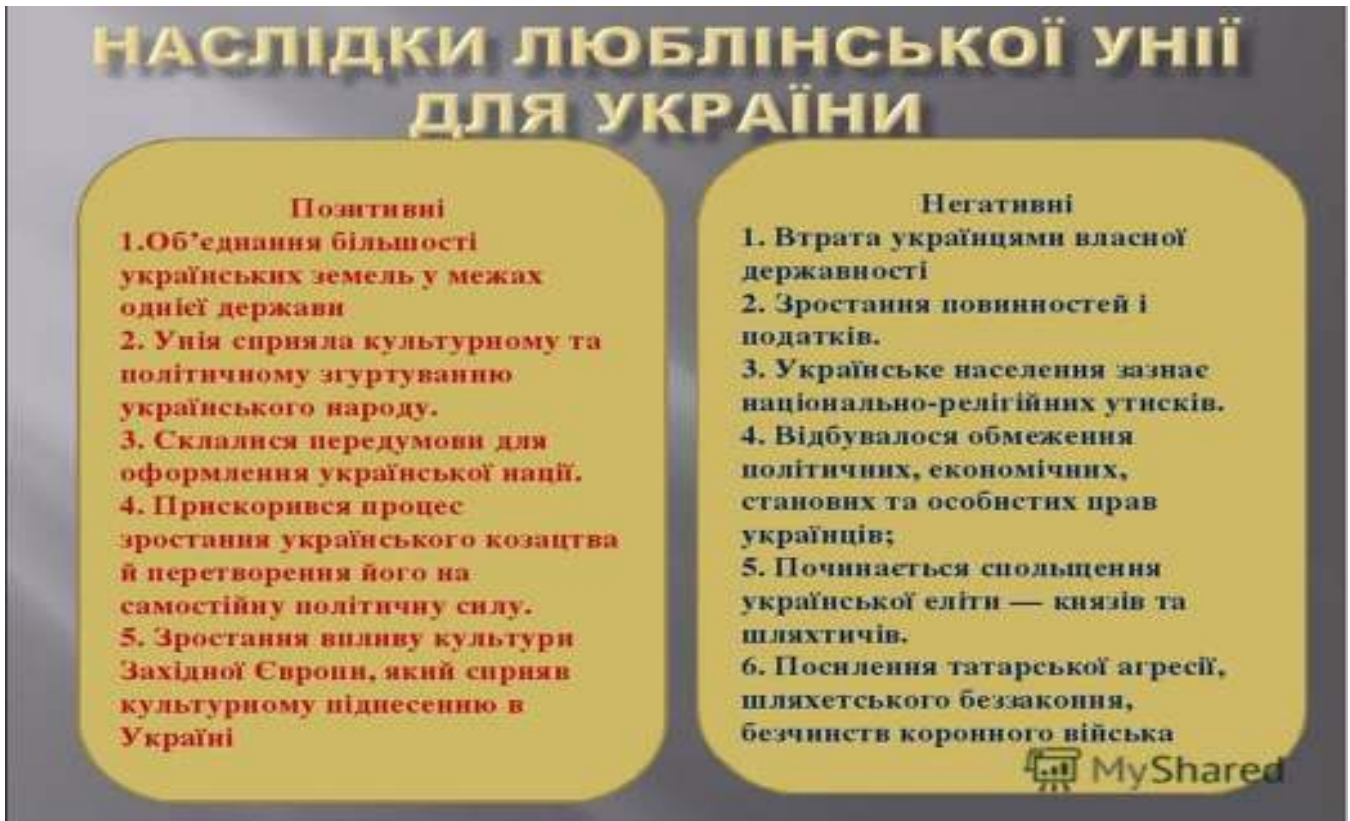 НАСЛІДКИ ЛЮБЛІНСЬКОЇ УНІЇ
ДЛЯ УКРАЇНИ
Позитивні
1.Об’єднання більшості
українських земель у межах
однієї держави
2. Унія сприяла культурному та
політичному згуртуванню
українського народу.
3. Склалися передумови для
оформлення української нації.
4. Прискорився процес
зростання українського козацтва
й перетворення його на
самостійну політичну силу.
5. Зростання впливу культури
Західної Європи, який сприяв
культурному піднесенню в
Україні
Негативні
1. Втрата українцями власної
державності
2. Зростання повинностей і
податків.
3. Українське населення зазнає
національно-релігійних утисків.
4. Відбувалося обмеження
політичних, економічних,
станових та особистих прав
українців;
5. Починається спольщення
української еліти — князів та
шляхтичів.
6. Посилення татарської агресії,
шляхетського беззаконня,
безчинств коронного війська
MyShared